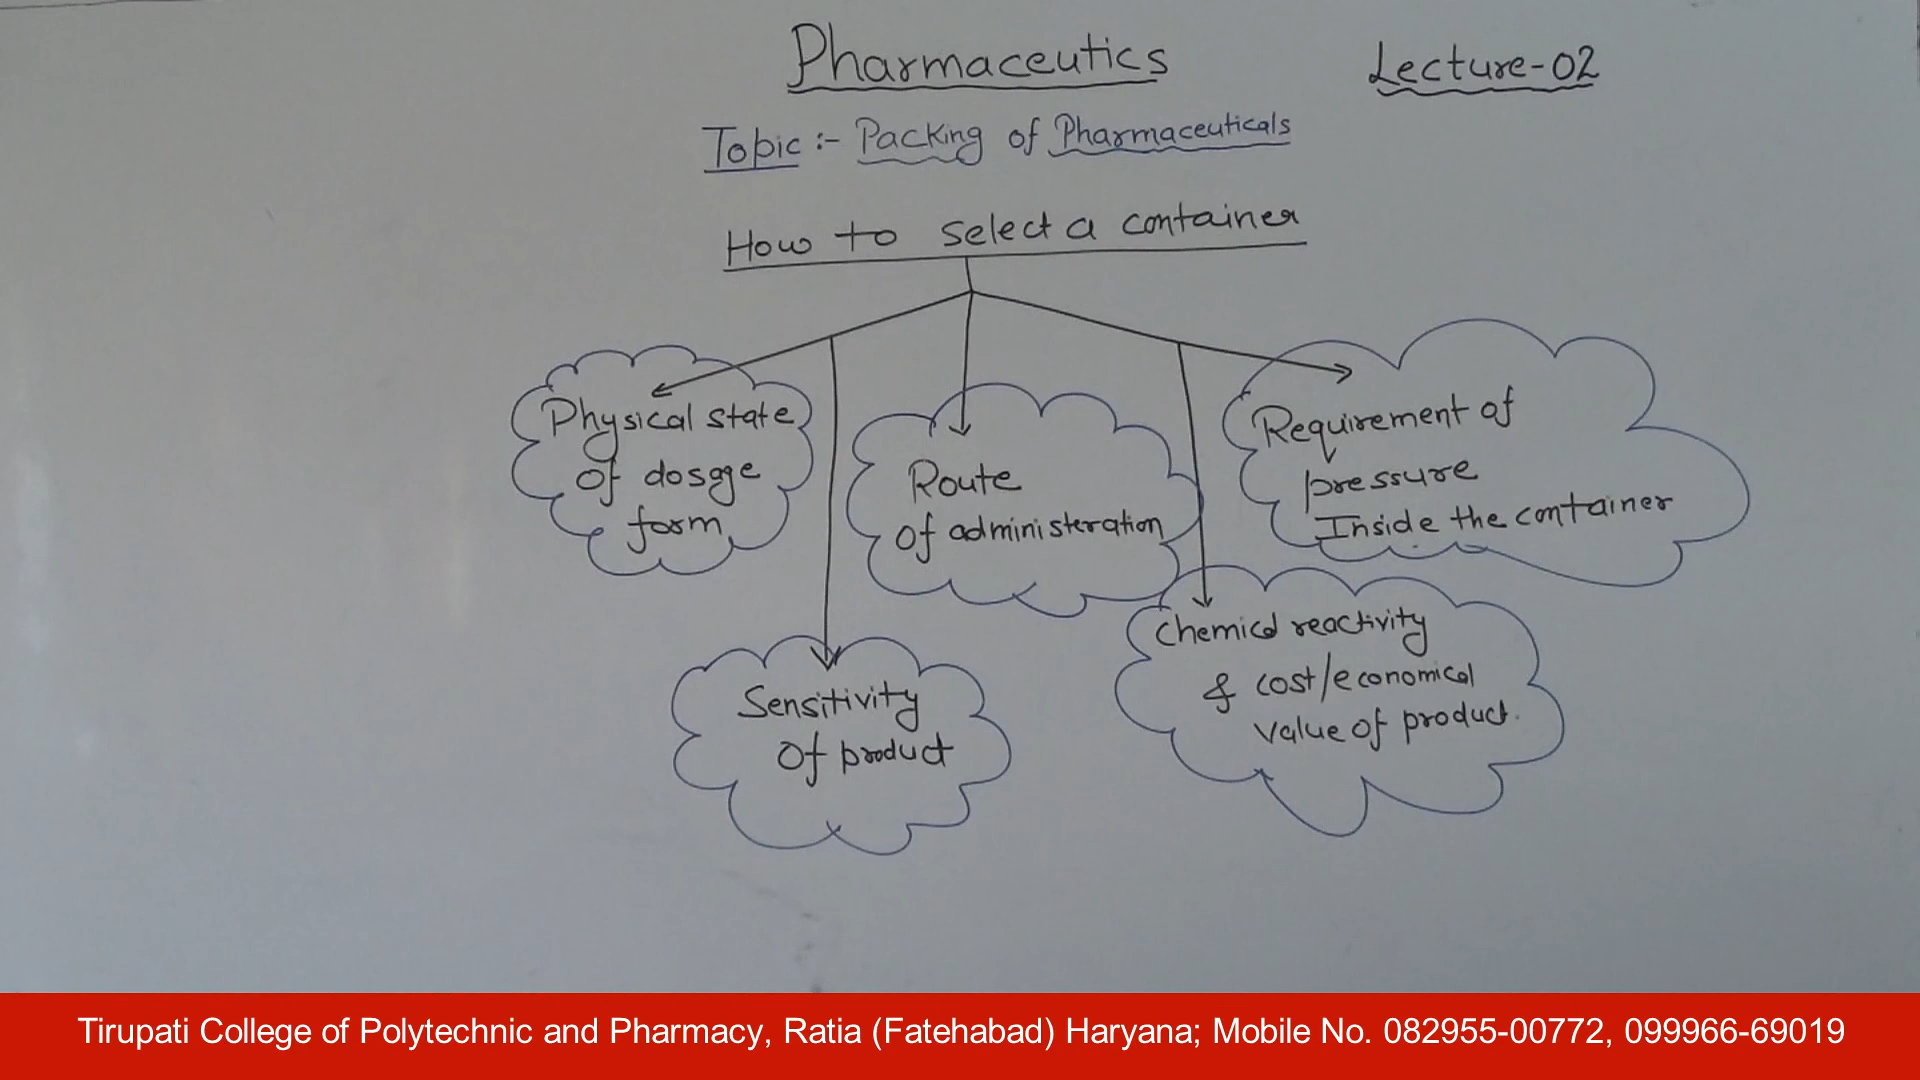 Pharmaceutics
Lecture-02
Topic :- Packing of Pharmaceuticals
How to select a container
Physical state
of dosage
form
Route
of administeration
Requirement of
pressure
Inside the container
Sensitivity
of product
Chemical reactivity
& cost/economical
value of product.
Tirupati College of Polytechnic and Pharmacy, Ratia (Fatehabad) Haryana; Mobile No. 082955-00772, 099966-69019